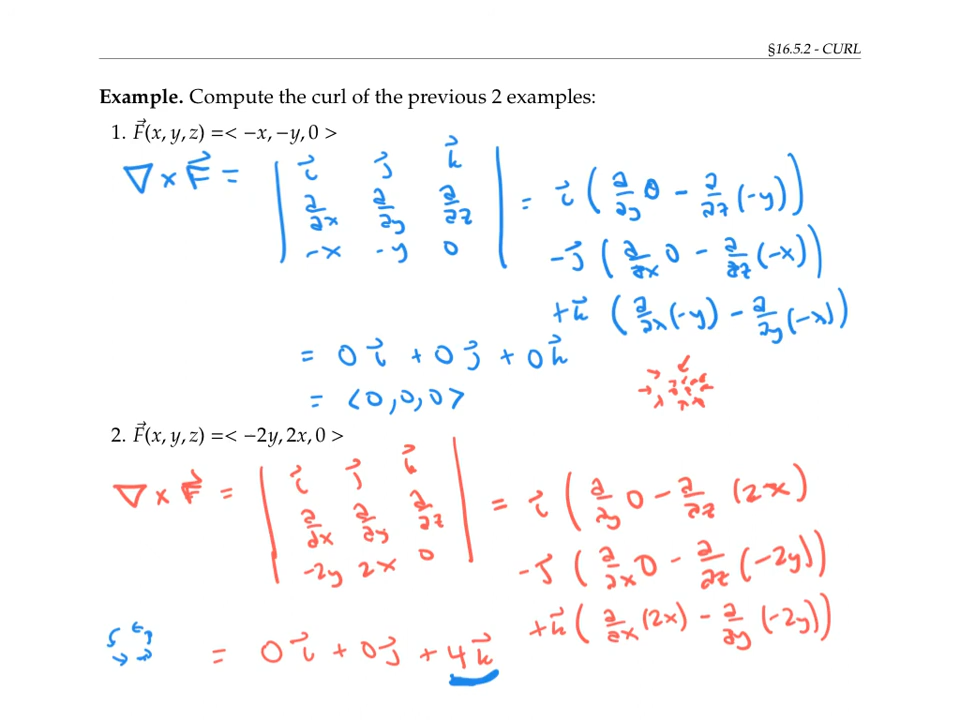 §16.5.2 - CURL
Example. Compute the curl of the previous 2 examples:
1. F⃗(x, y, z) =< −x, −y, 0 >
∇ × F⃗ = | i⃗ j⃗ k⃗ | = i⃗ ( ∂/∂y 0 − ∂/∂z (−y))
| ∂/∂x ∂/∂y ∂/∂z |
| −x −y 0 | −j⃗ ( ∂/∂x 0 − ∂/∂z (−x))
+k⃗ ( ∂/∂x (−y) − ∂/∂y (−x))
= 0 i⃗ + 0 j⃗ + 0 k⃗
= <0, 0, 0>
2. F⃗(x, y, z) =< −2y, 2x, 0 >
∇ × F⃗ = | i⃗ j⃗ k⃗ | = i⃗ ( ∂/∂y 0 − ∂/∂z (2x)
| ∂/∂x ∂/∂y ∂/∂z |
| −2y 2x 0 | −j⃗ ( ∂/∂x 0 − ∂/∂z (−2y))
+k⃗ ( ∂/∂x (2x) − ∂/∂y (−2y))
= 0 i⃗ + 0 j⃗ + 4 k⃗